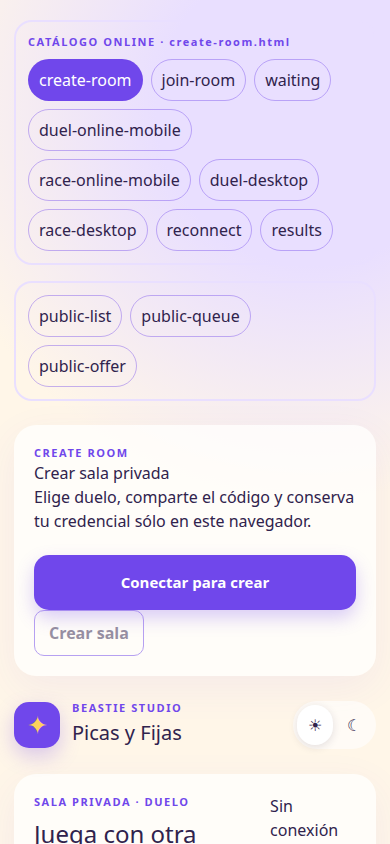 CATÁLOGO ONLINE · create-room.html
create-room join-room waiting
duel-online-mobile
race-online-mobile duel-desktop
race-desktop reconnect results
public-list public-queue
public-offer
CREATE ROOM
Crear sala privada
Elige duelo, comparte el código y conserva
tu credencial sólo en este navegador.
Conectar para crear
Crear sala
BEASTIE STUDIO
Picas y Fijas
SALA PRIVADA · DUELO
Juega con otra
Sin
conexión